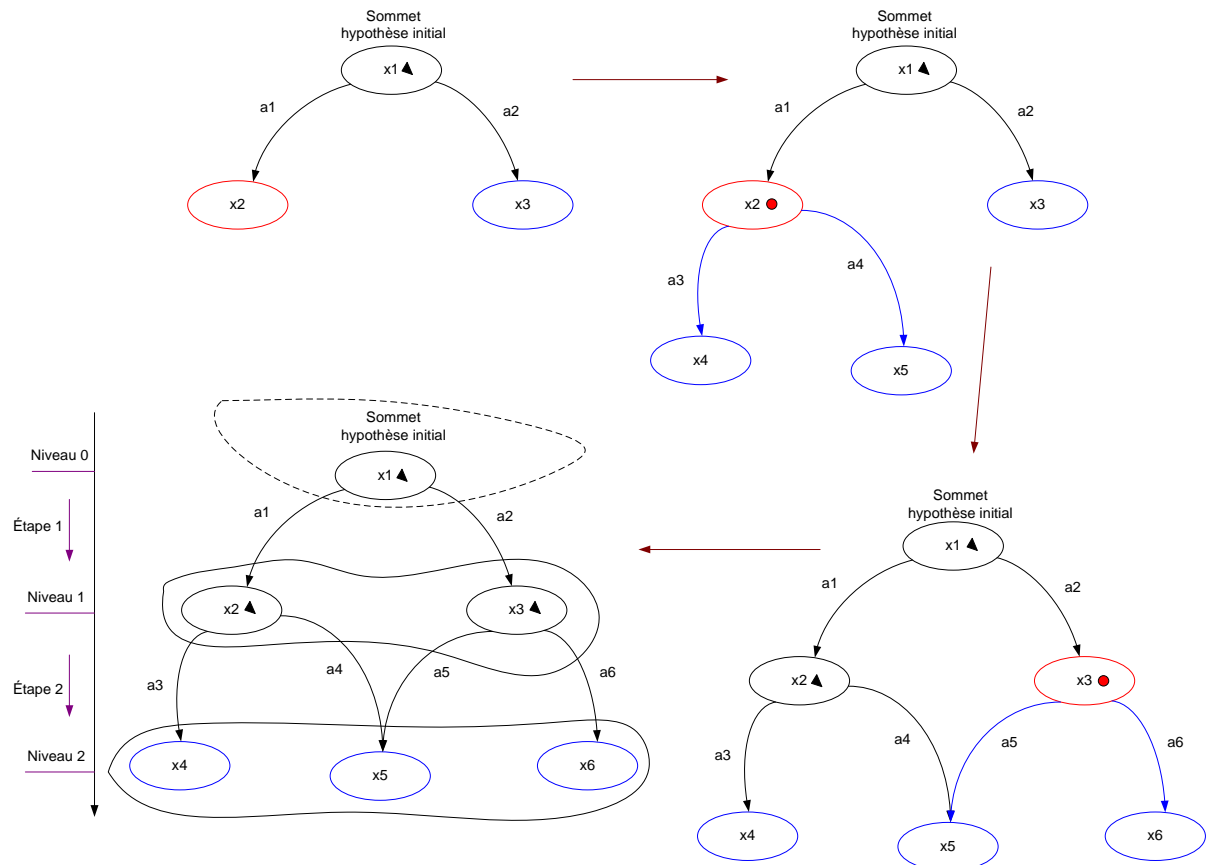 Sommet
hypothèse initial
x1
a1
a2
x2
x3
Sommet
hypothèse initial
x1
a1
a2
x2
x3
a3
a4
x4
x5
Sommet
hypothèse initial
x1
a1
a2
x2
x3
a3
a4
a5
a6
x4
x5
x6
Niveau 0
Étape 1
Niveau 1
Étape 2
Niveau 2
Sommet
hypothèse initial
x1
a1
a2
x2
x3
a3
a4
a5
a6
x4
x5
x6